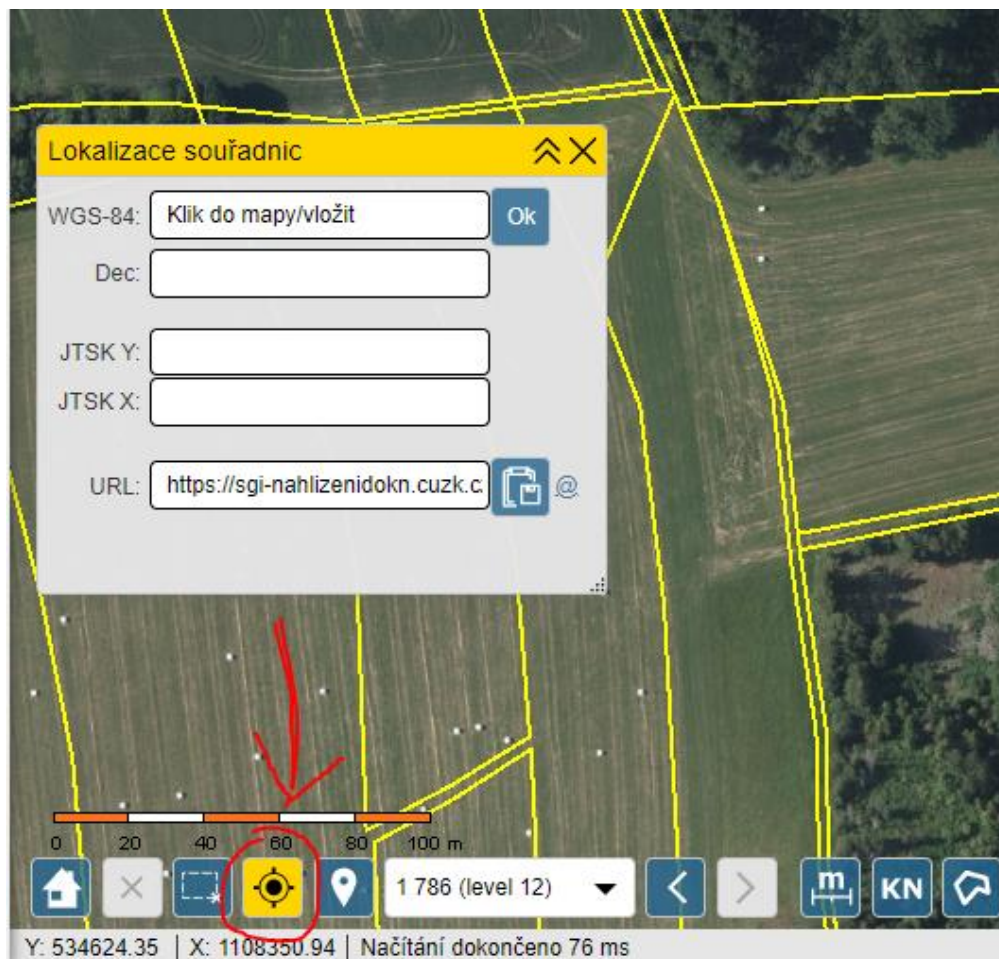 Lokalizace souřadnic
WGS-84: Klik do mapy/vložit Ok
Dec:
JTSK Y:
JTSK X:
URL: https://sgi-nahlizenidokn.cuzk.c @
0 20 40 60 80 100 m
1 786 (level 12) m KN
Y: 534624.35 | X: 1108350.94 | Načítání dokončeno 76 ms